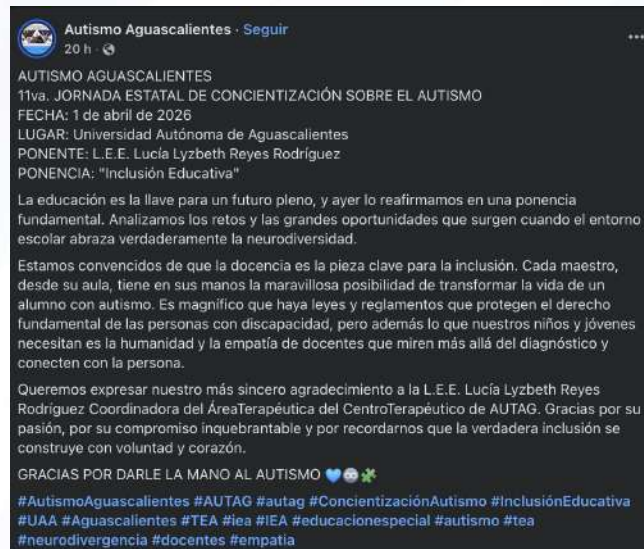 Autismo Aguascalientes · Seguir
20 h ·
AUTISMO AGUASCALIENTES
11va. JORNADA ESTATAL DE CONCIENTIZACIÓN SOBRE EL AUTISMO
FECHA: 1 de abril de 2026
LUGAR: Universidad Autónoma de Aguascalientes
PONENTE: L.E.E. Lucía Lyzbeth Reyes Rodríguez
PONENCIA: "Inclusión Educativa"
La educación es la llave para un futuro pleno, y ayer lo reafirmamos en una ponencia
fundamental. Analizamos los retos y las grandes oportunidades que surgen cuando el entorno
escolar abraza verdaderamente la neurodiversidad.
Estamos convencidos de que la docencia es la pieza clave para la inclusión. Cada maestro,
desde su aula, tiene en sus manos la maravillosa posibilidad de transformar la vida de un
alumno con autismo. Es magnífico que haya leyes y reglamentos que protegen el derecho
fundamental de las personas con discapacidad, pero además lo que nuestros niños y jóvenes
necesitan es la humanidad y la empatía de docentes que miren más allá del diagnóstico y
conecten con la persona.
Queremos expresar nuestro más sincero agradecimiento a la L.E.E. Lucía Lyzbeth Reyes
Rodríguez Coordinadora del ÁreaTerapéutica del CentroTerapéutico de AUTAG. Gracias por su
pasión, por su compromiso inquebrantable y por recordarnos que la verdadera inclusión se
construye con voluntad y corazón.
GRACIAS POR DARLE LA MANO AL AUTISMO
#AutismoAguascalientes #AUTAG #autag #ConcientizaciónAutismo #InclusiónEducativa
#UAA #Aguascalientes #TEA #iea #IEA #educacionespecial #autismo #tea
#neurodivergencia #docentes #empatia